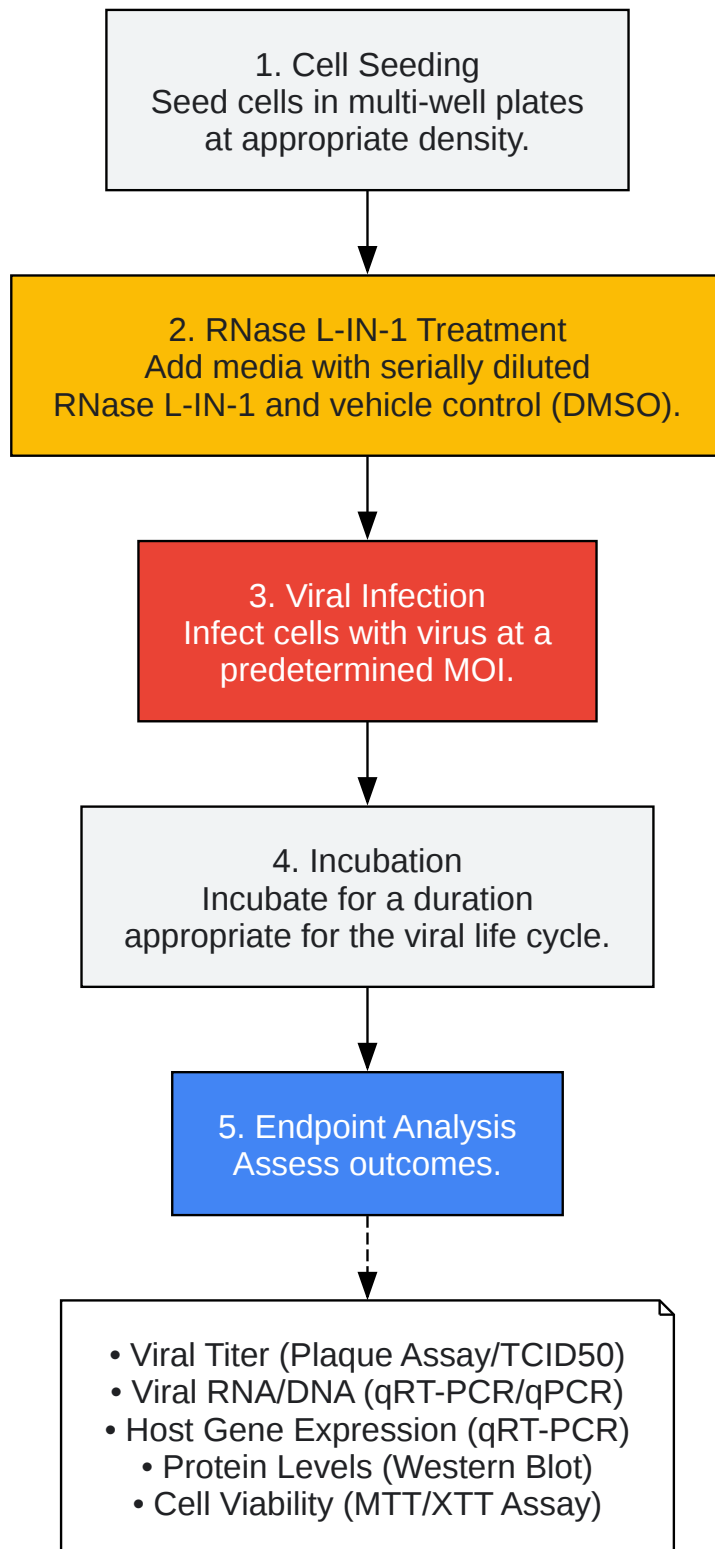 1. Cell Seeding
Seed cells in multi-well plates
at appropriate density.
2. RNase L-IN-1 Treatment
Add media with serially diluted
RNase L-IN-1 and vehicle control (DMSO).
3. Viral Infection
Infect cells with virus at a
predetermined MOI.
4. Incubation
Incubate for a duration
appropriate for the viral life cycle.
5. Endpoint Analysis
Assess outcomes.
• Viral Titer (Plaque Assay/TCID50)
• Viral RNA/DNA (qRT-PCR/qPCR)
• Host Gene Expression (qRT-PCR)
• Protein Levels (Western Blot)
• Cell Viability (MTT/XTT Assay)